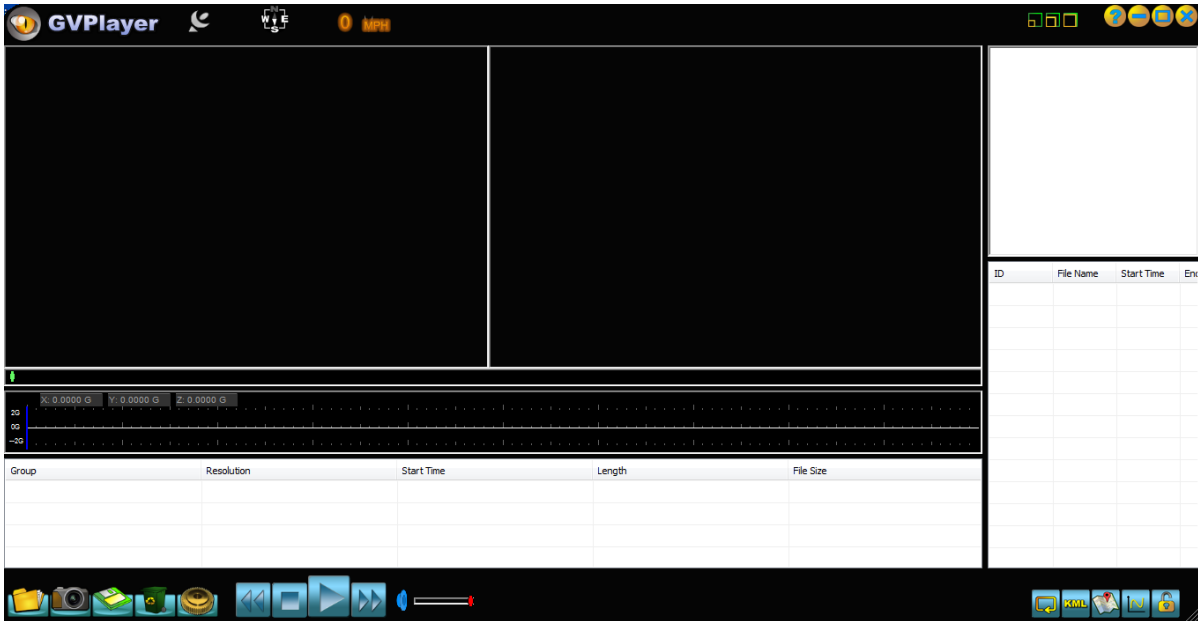 GVPlayer N W E S 0 MPH ?
ID File Name Start Time En
X: 0.0000 G Y: 0.0000 G Z: 0.0000 G
2G
0G
-2G
Group Resolution Start Time Length File Size
KML